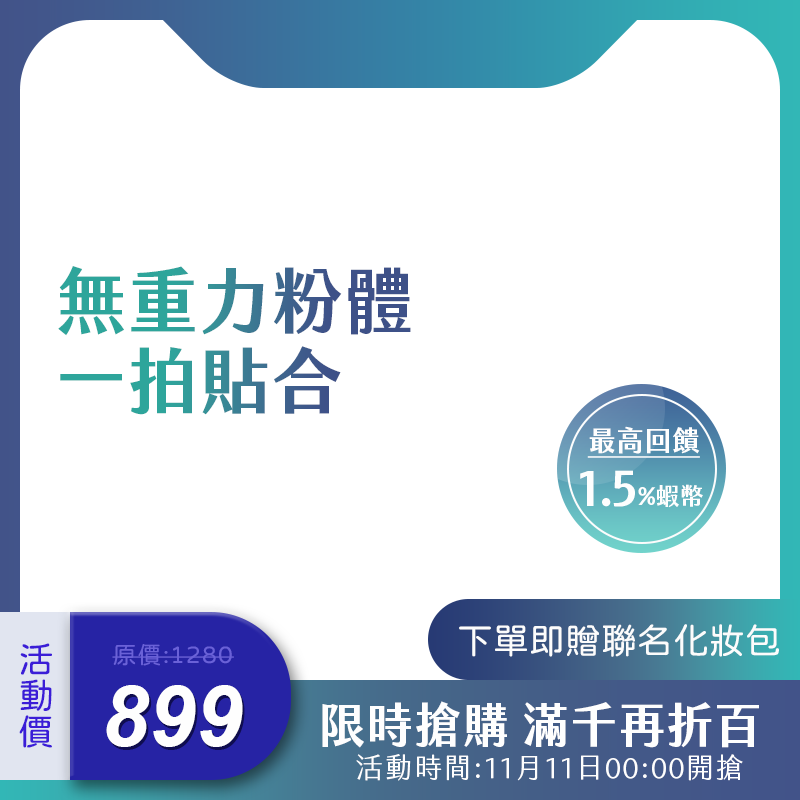 無重力粉體
一拍貼合
最高回饋
1.5%蝦幣
下單即贈聯名化妝包
活動價
原價:1280
899
限時搶購 滿千再折百
活動時間:11月11日00:00開搶